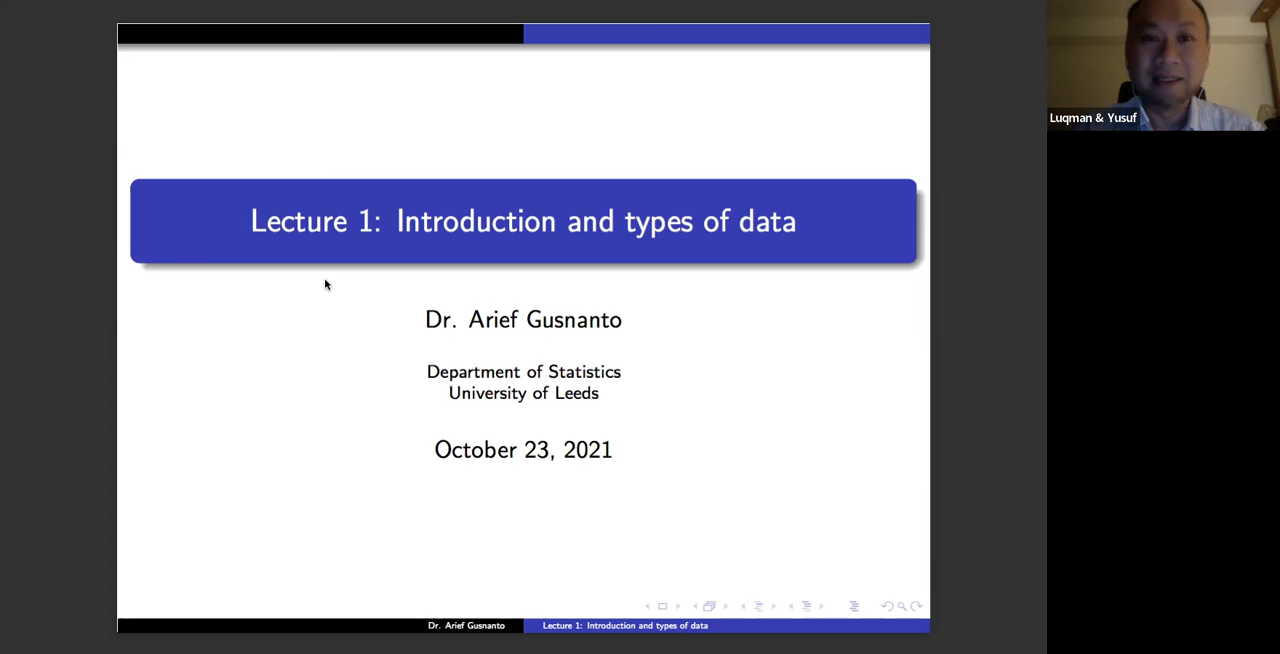 Lecture 1: Introduction and types of data
Dr. Arief Gusnanto
Department of Statistics
University of Leeds
October 23, 2021
Dr. Arief Gusnanto
Lecture 1: Introduction and types of data
Luqman & Yusuf